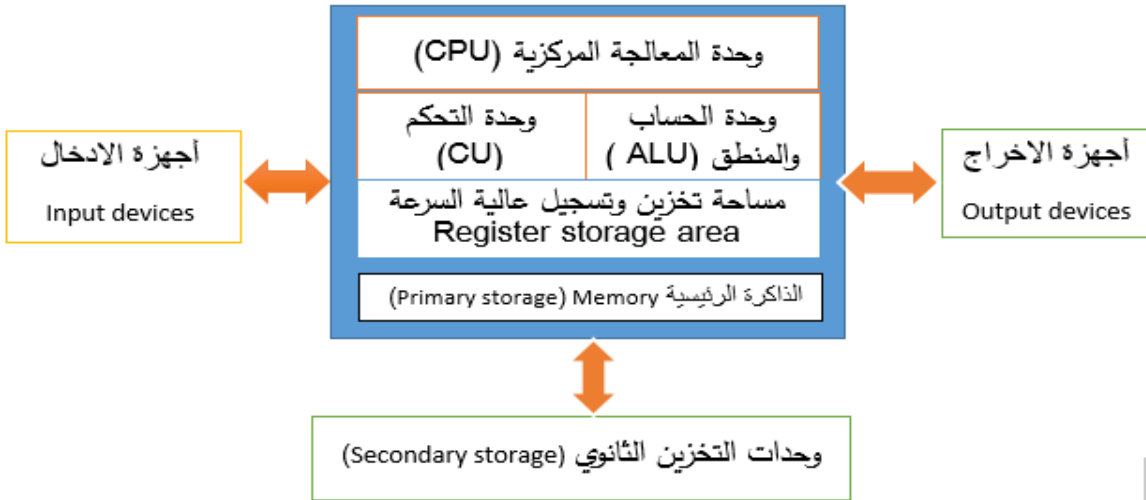 وحدة المعالجة المركزية (CPU)
وحدة الحساب
والمنطق (ALU )
وحدة التحكم
(CU)
مساحة تخزين وتسجيل عالية السرعة
Register storage area
الذاكرة الرئيسية Memory (Primary storage)
أجهزة الادخال
Input devices
أجهزة الاخراج
Output devices
وحدات التخزين الثانوي (Secondary storage)